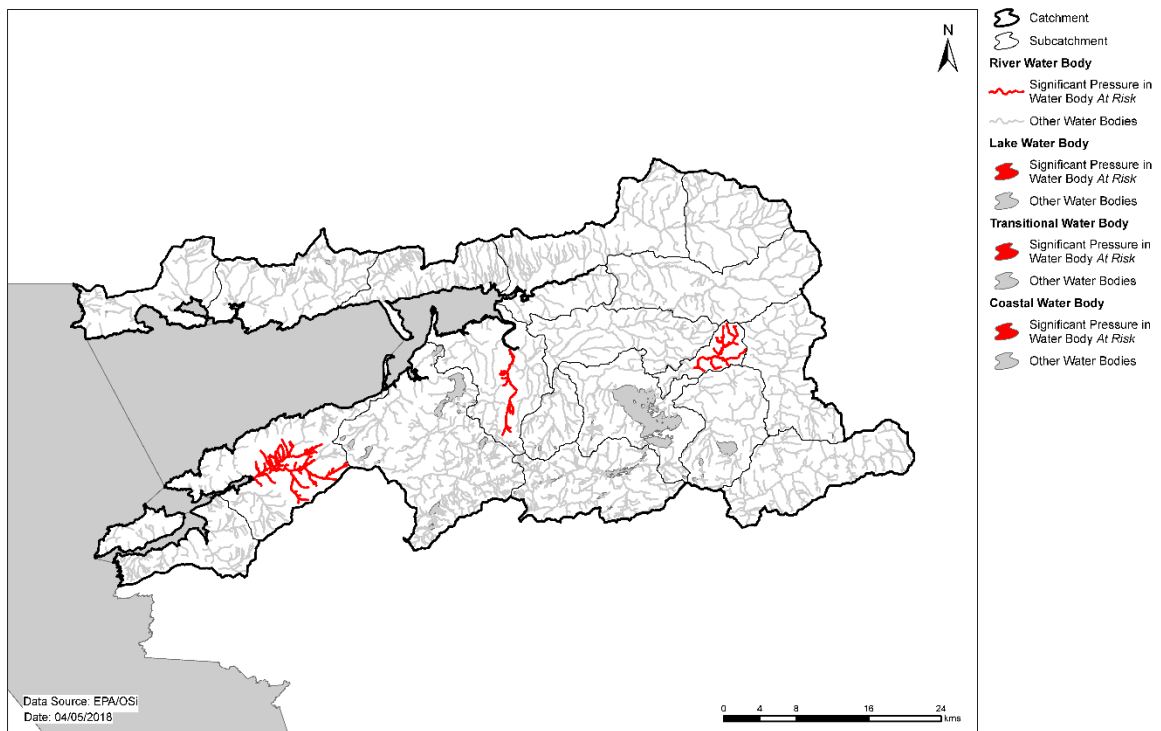 N
Catchment
Subcatchment
River Water Body
Significant Pressure in
Water Body At Risk
Other Water Bodies
Lake Water Body
Significant Pressure in
Water Body At Risk
Other Water Bodies
Transitional Water Body
Significant Pressure in
Water Body At Risk
Other Water Bodies
Coastal Water Body
Significant Pressure in
Water Body At Risk
Other Water Bodies
Data Source: EPA/OSi
Date: 04/05/2018
0 4 8 16 24
kms